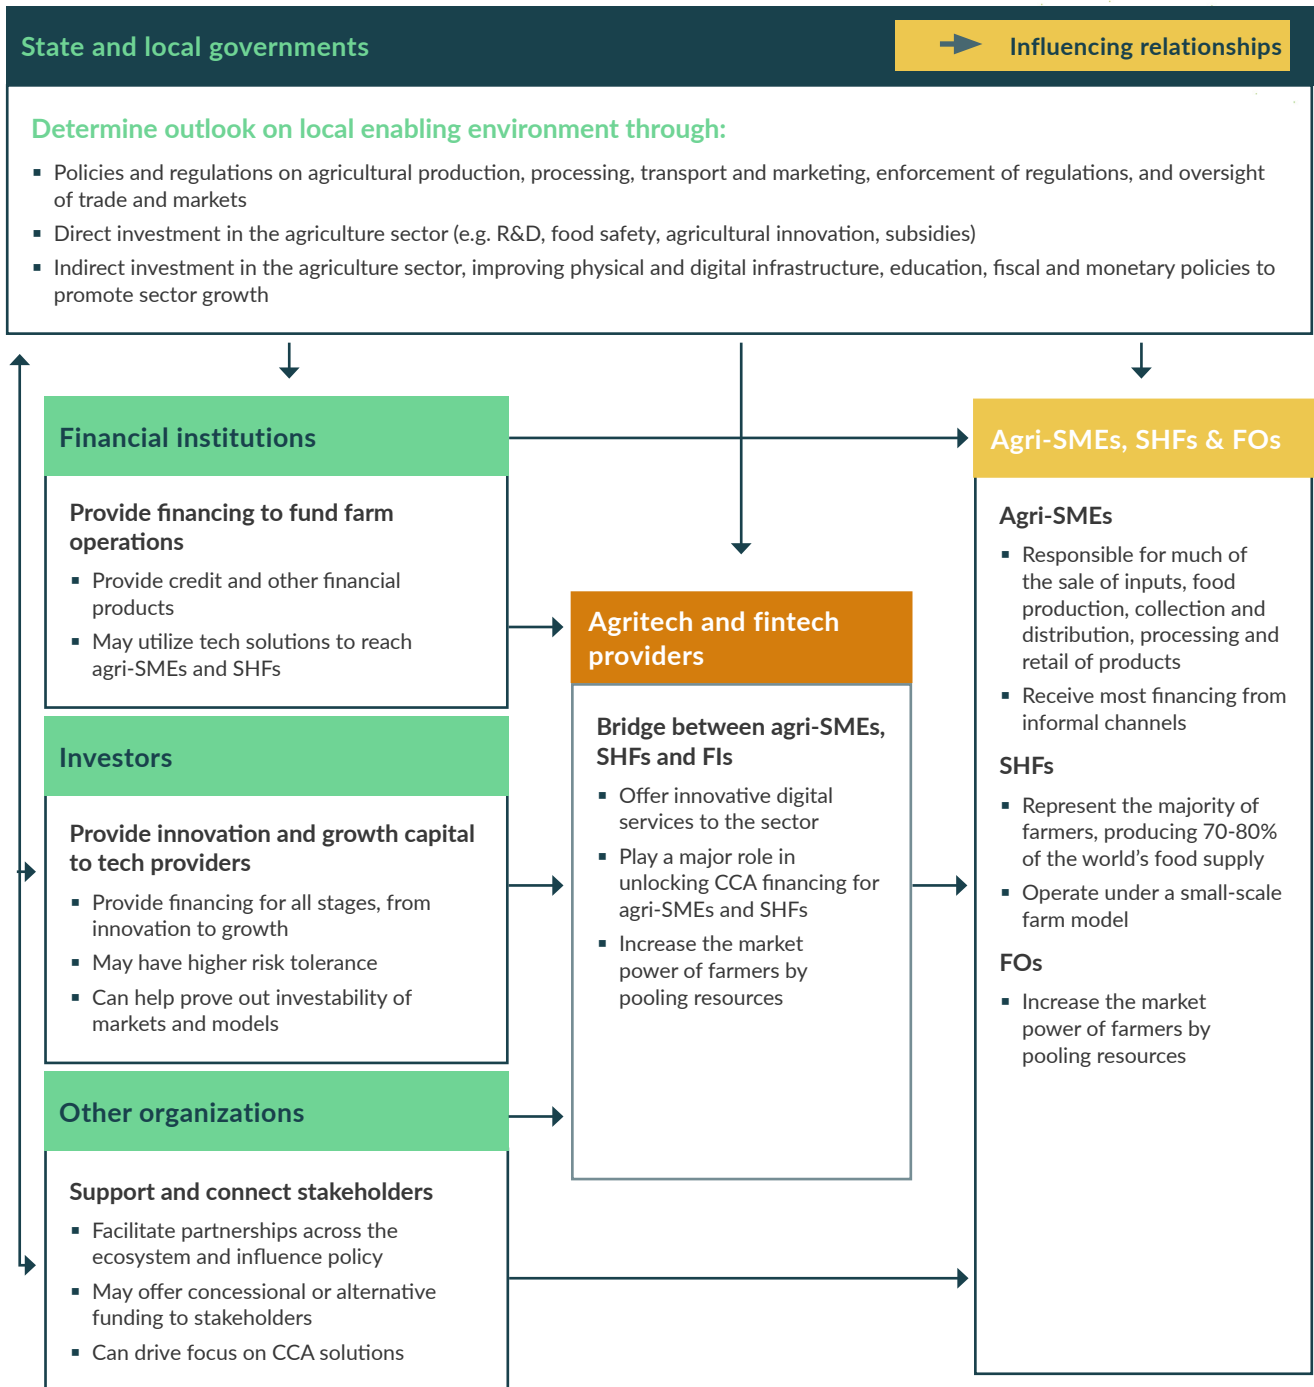 State and local governments
Influencing relationships
Determine outlook on local enabling environment through:
▪ Policies and regulations on agricultural production, processing, transport and marketing, enforcement of regulations, and oversight
of trade and markets
▪ Direct investment in the agriculture sector (e.g. R&D, food safety, agricultural innovation, subsidies)
▪ Indirect investment in the agriculture sector, improving physical and digital infrastructure, education, fiscal and monetary policies to
promote sector growth
Financial institutions
Provide financing to fund farm
operations
▪ Provide credit and other financial
products
▪ May utilize tech solutions to reach
agri-SMEs and SHFs
Investors
Provide innovation and growth capital
to tech providers
▪ Provide financing for all stages, from
innovation to growth
▪ May have higher risk tolerance
▪ Can help prove out investability of
markets and models
Other organizations
Support and connect stakeholders
▪ Facilitate partnerships across the
ecosystem and influence policy
▪ May offer concessional or alternative
funding to stakeholders
▪ Can drive focus on CCA solutions
Agritech and fintech
providers
Bridge between agri-SMEs,
SHFs and FIs
▪ Offer innovative digital
services to the sector
▪ Play a major role in
unlocking CCA financing for
agri-SMEs and SHFs
▪ Increase the market
power of farmers by
pooling resources
Agri-SMEs, SHFs & FOs
Agri-SMEs
▪ Responsible for much of
the sale of inputs, food
production, collection and
distribution, processing and
retail of products
▪ Receive most financing from
informal channels
SHFs
▪ Represent the majority of
farmers, producing 70-80%
of the world's food supply
▪ Operate under a small-scale
farm model
FOs
▪ Increase the market
power of farmers by
pooling resources